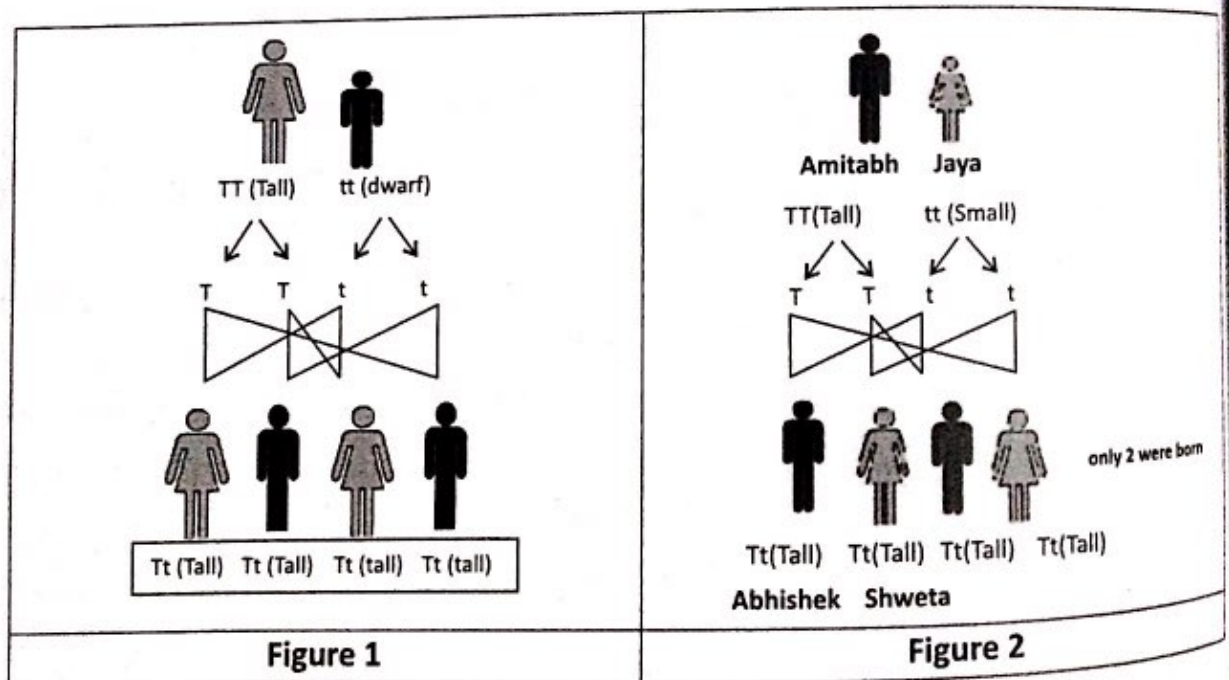 TT (Tall) tt (dwarf)
T T t t
Tt (Tall) Tt (Tall) Tt (tall) Tt (tall)
Figure 1
Amitabh Jaya
TT(Tall) tt (Small)
T T t t
only 2 were born
Tt(Tall) Tt(Tall) Tt(Tall) Tt(Tall)
Abhishek Shweta
Figure 2